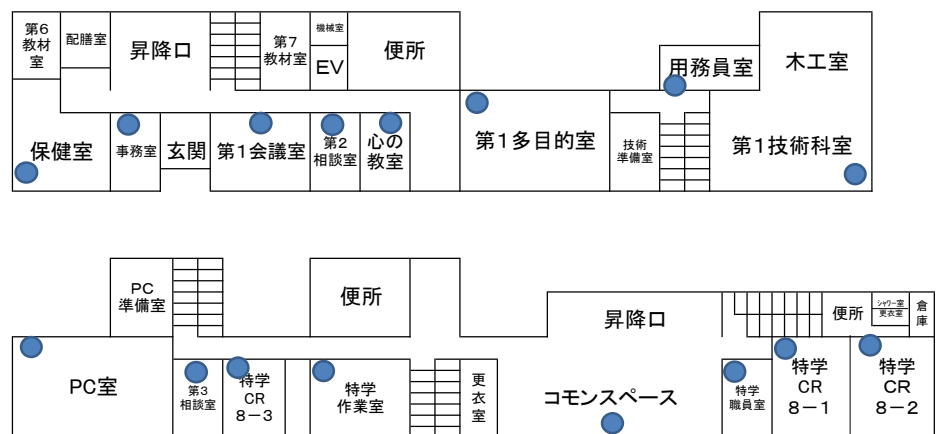 第6
教材
室
配膳室
昇降口
第7
教材室
機械室
EV
便所
用務員室
木工室
保健室
事務室
玄関
第1会議室
第2
相談室
心の
教室
第1多目的室
技術
準備室
第1技術科室
PC
準備室
便所
昇降口
便所
シャワー室
更衣室
倉
庫
PC室
第3
相談室
特学
CR
8－3
特学
作業室
更
衣
室
コモンスペース
特学
職員室
特学
CR
8－1
特学
CR
8－2